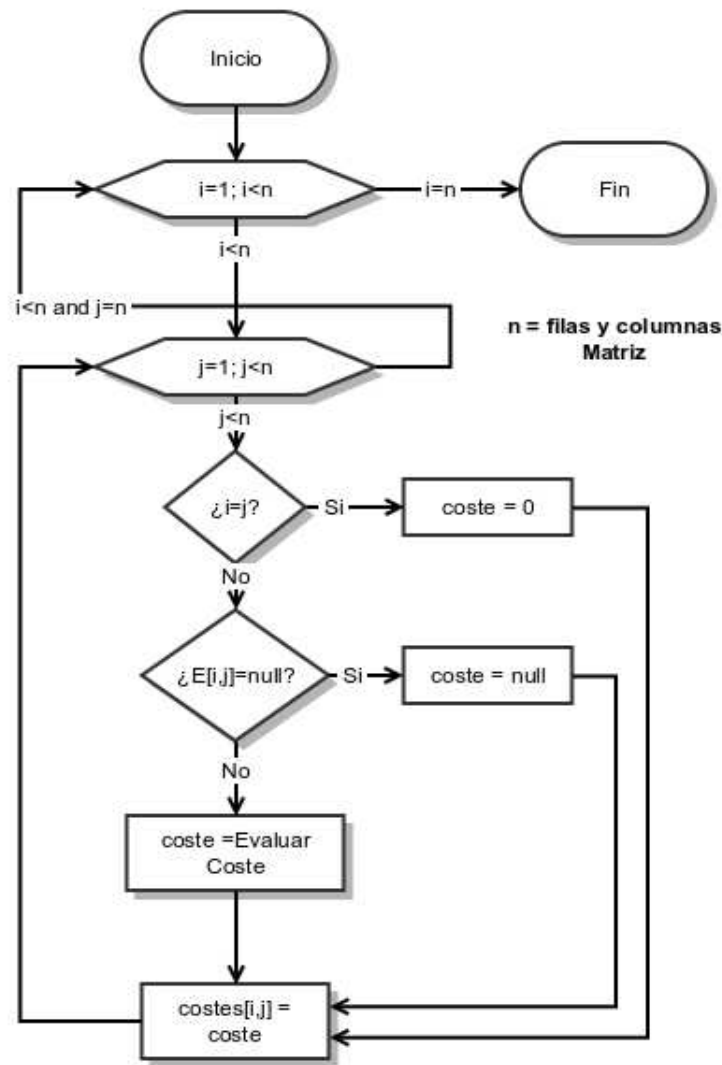 Inicio
i=1; i<n
i=n
Fin
i<n
i<n and j=n
n = filas y columnas
Matriz
j=1; j<n
j<n
¿i=j?
Si
coste = 0
No
¿E[i,j]=null?
Si
coste = null
No
coste =Evaluar
Coste
costes[i,j] =
coste